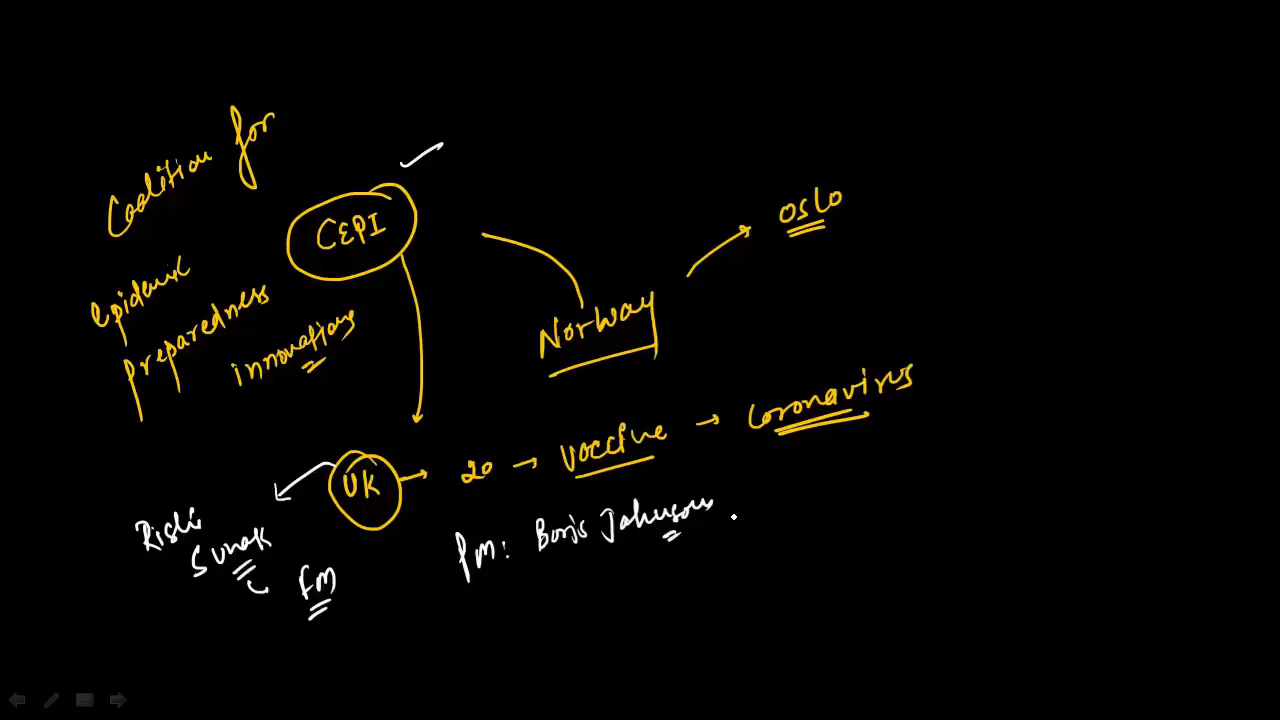 Coalition for
CEPI
epidemic
preparedness
innovations
Norway
oslo
UK → 20 → Vaccine → Coronavirus
Rishi
Sunak
FM
PM: Boris Johnson